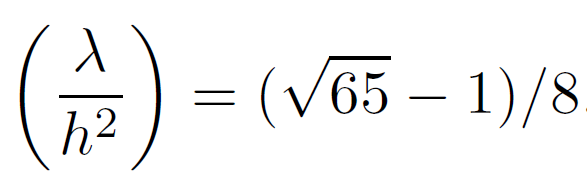 (λ/h²) = (√65 − 1)/8.